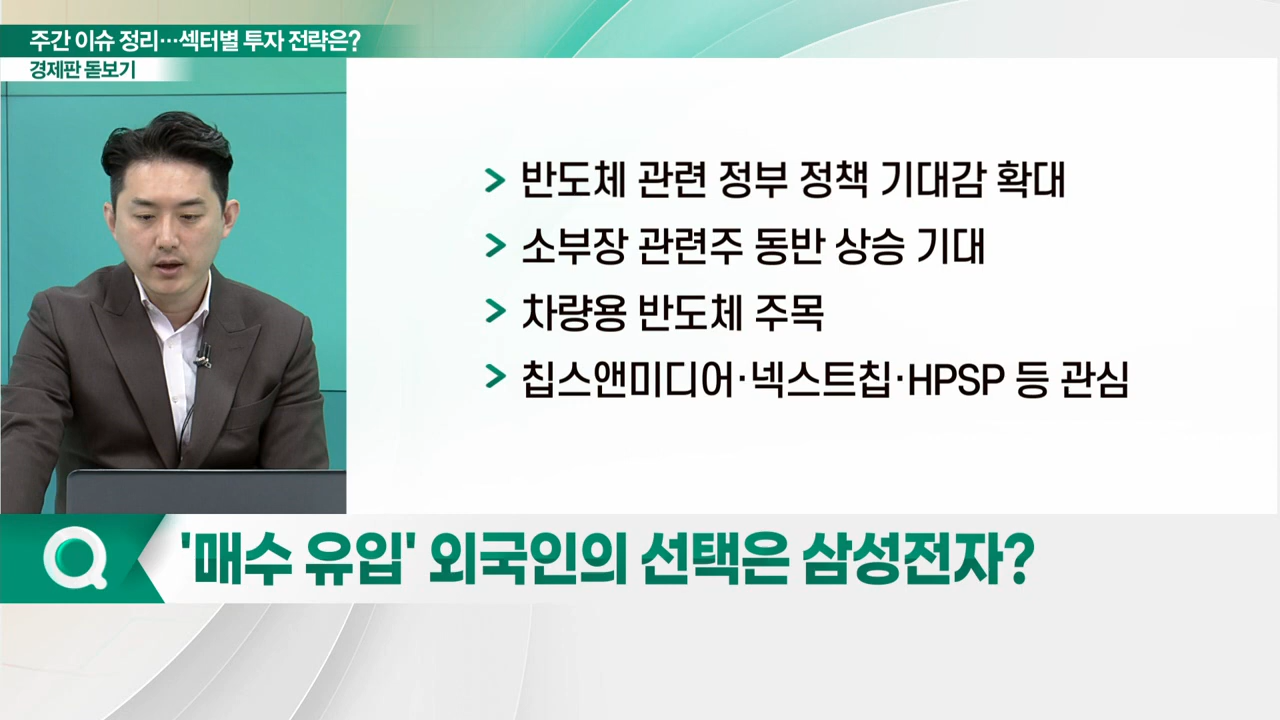 주간 이슈 정리…섹터별 투자 전략은?
경제판 돋보기
> 반도체 관련 정부 정책 기대감 확대
> 소부장 관련주 동반 상승 기대
> 차량용 반도체 주목
> 칩스앤미디어·넥스트칩·HPSP 등 관심
Q '매수 유입' 외국인의 선택은 삼성전자?